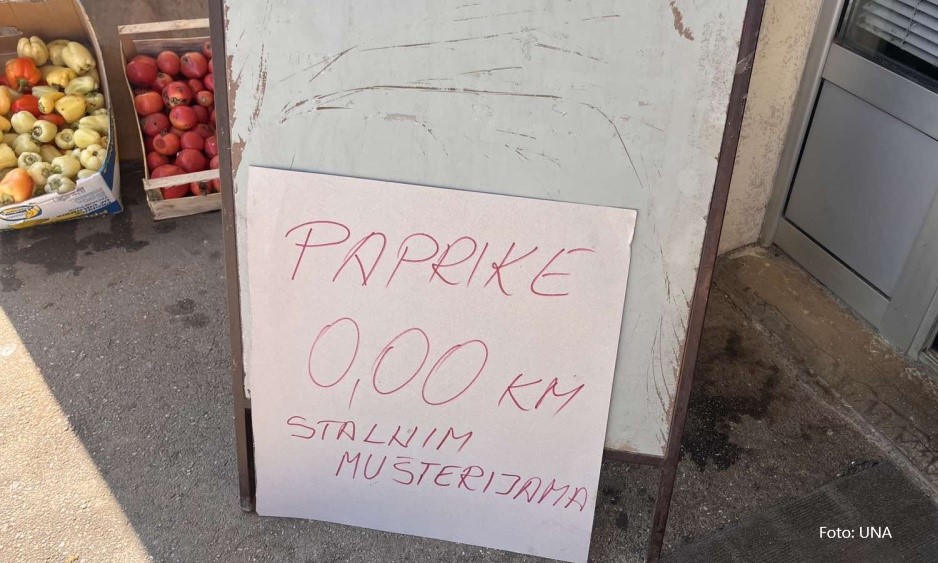 PAPRIKE
0,00 KM
STALNIM
MUŠTERIJAMA
Foto: UNA